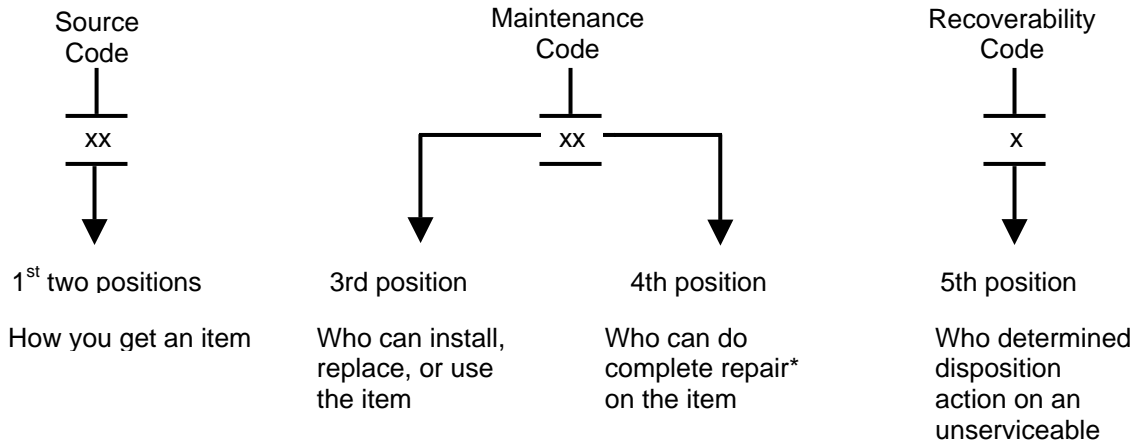 Source
Code
xx
1st two positions
How you get an item
Maintenance
Code
xx
3rd position
Who can install,
replace, or use
the item
4th position
Who can do
complete repair*
on the item
Recoverability
Code
x
5th position
Who determined
disposition
action on an
unserviceable